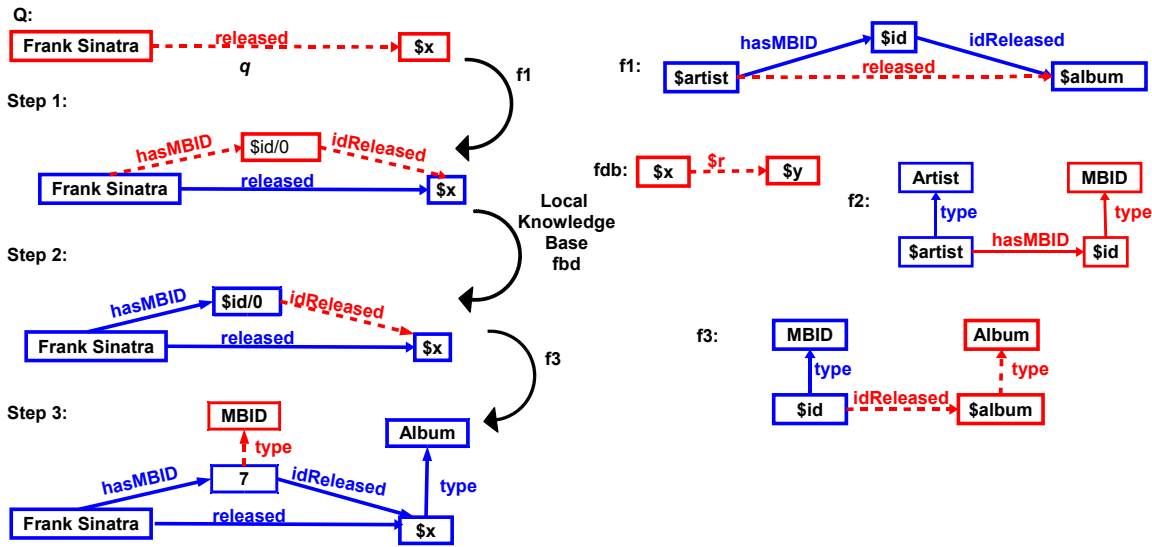 Q:
Frank Sinatra
released
$x
q
f1
Step 1:
hasMBID
$id/0
idReleased
Frank Sinatra
released
$x
Local
Knowledge
Base
fbd
Step 2:
hasMBID
$id/0
idReleased
Frank Sinatra
released
$x
f3
Step 3:
MBID
type
Album
hasMBID
7
idReleased
type
Frank Sinatra
released
$x
f1:
hasMBID
$id
idReleased
$artist
released
$album
fdb:
$x
$r
$y
f2:
Artist
MBID
type
type
$artist
hasMBID
$id
f3:
MBID
Album
type
type
$id
idReleased
$album